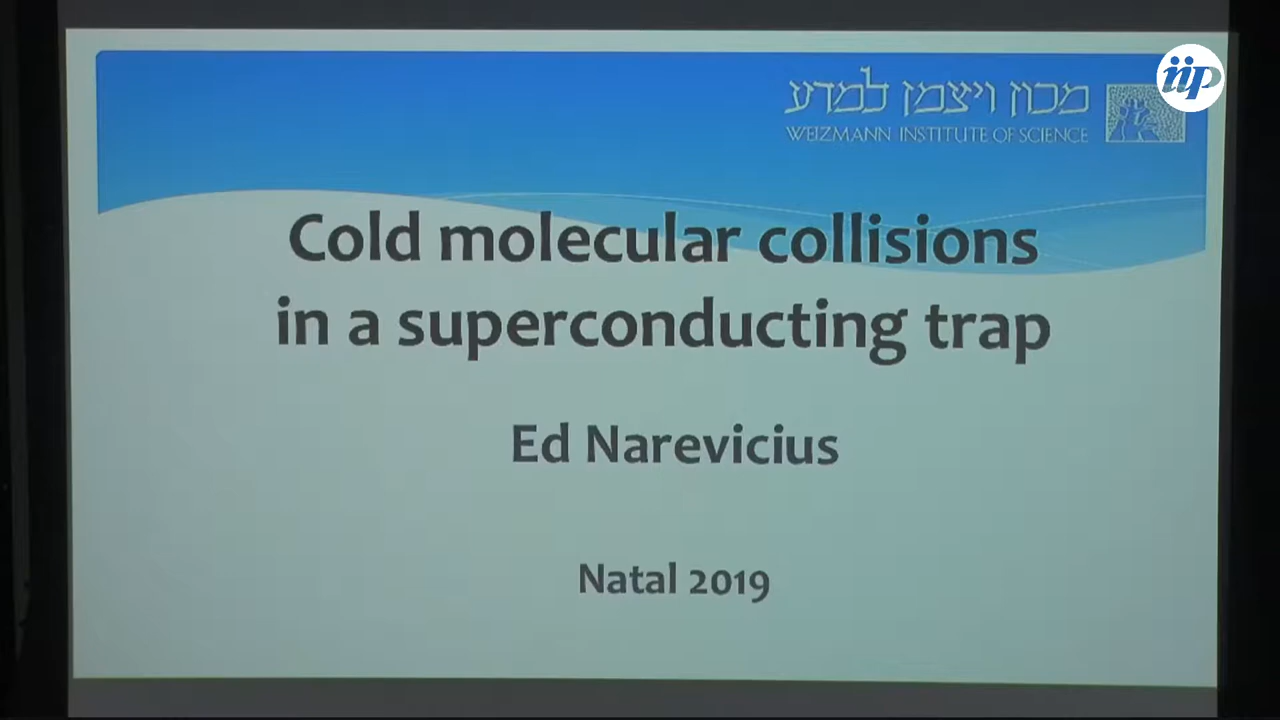 iip
מכון ויצמן למדע
WEIZMANN INSTITUTE OF SCIENCE
Cold molecular collisions
in a superconducting trap
Ed Narevicius
Natal 2019